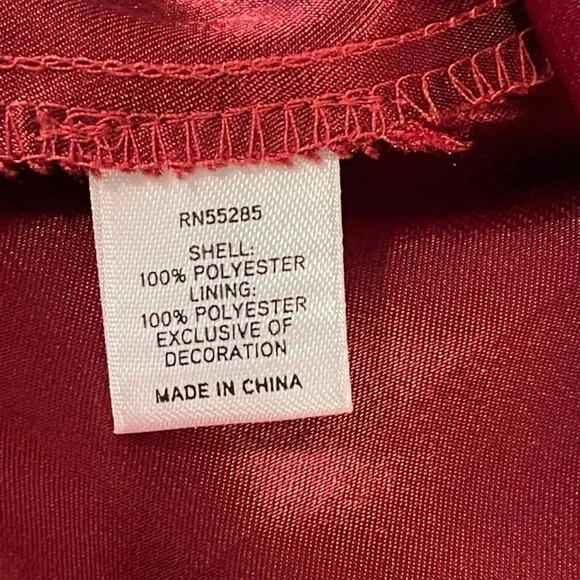 RN55285
SHELL:
100% POLYESTER
LINING:
100% POLYESTER
EXCLUSIVE OF
DECORATION
MADE IN CHINA